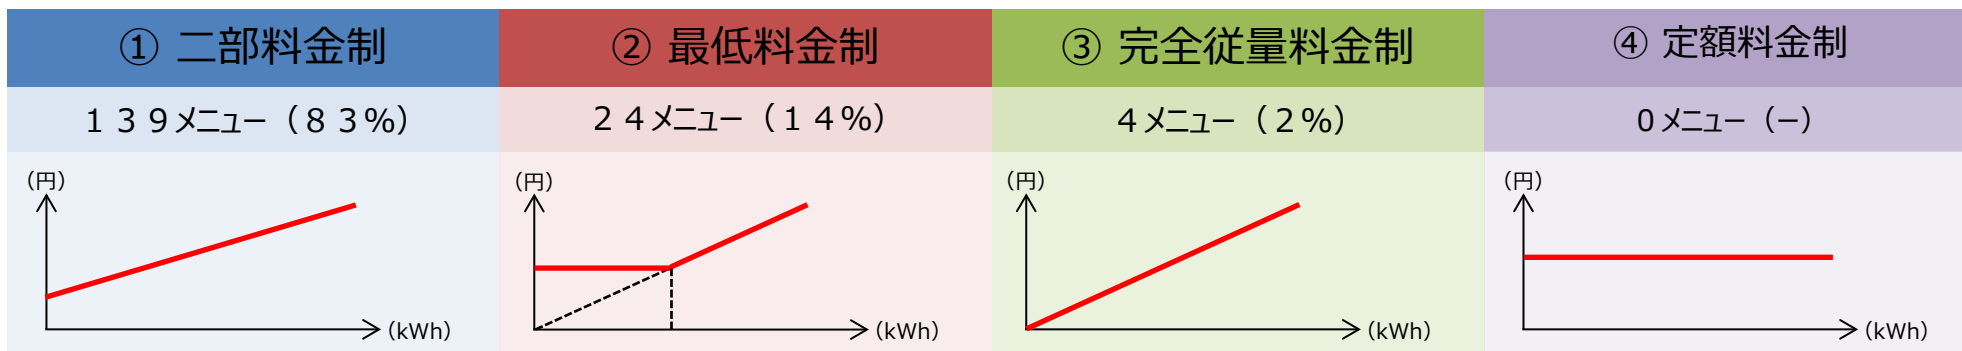 ① 二部料金制
② 最低料金制
③ 完全従量料金制
④ 定額料金制
１３９メニュー（８３%）
２４メニュー（１４%）
４メニュー（２%）
0メニュー（ー）
（円）
（kWh）
（円）
（kWh）
（円）
（kWh）
（円）
（kWh）